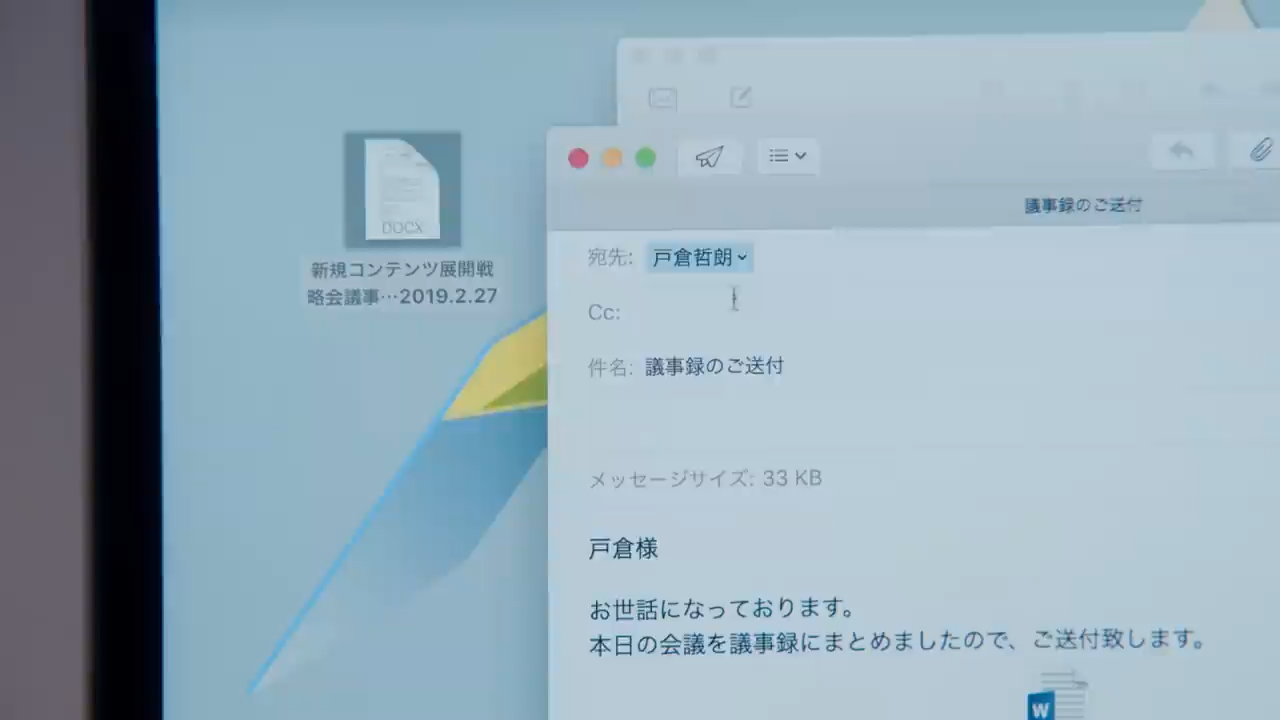 DOCX
新規コンテンツ展開戦
略会議事…2019.2.27
議事録のご送付
宛先: 戸倉哲朗
Cc:
件名: 議事録のご送付
メッセージサイズ: 33 KB
戸倉様
お世話になっております。
本日の会議を議事録にまとめましたので、ご送付致します。
W